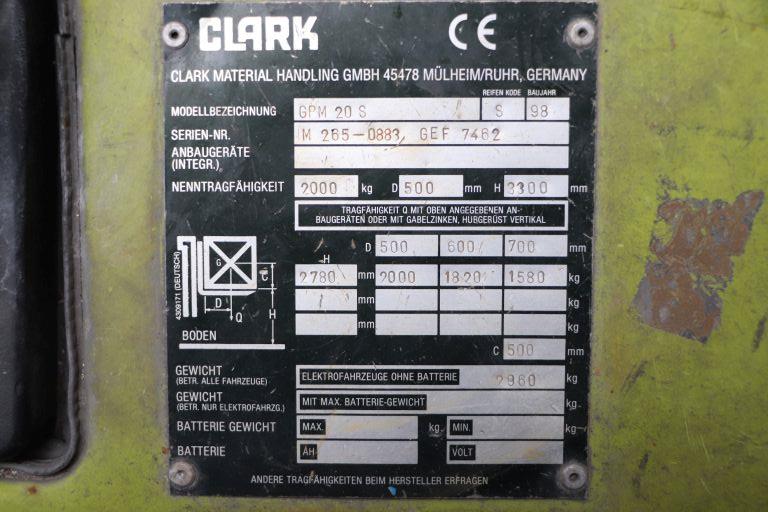 CLARK CE
CLARK MATERIAL HANDLING GMBH 45478 MÜLHEIM/RUHR, GERMANY
REIFEN KODE BAUJAHR
MODELLBEZEICHNUNG GPM 20 S S 98
SERIEN-NR. M 265-0883 GEF 7462
ANBAUGERÄTE
(INTEGR.)
NENNTRAGFÄHIGKEIT 2000 kg D 500 mm H 3300 mm
TRAGFÄHIGKEIT Q MIT OBEN ANGEGEBENEN AN-
BAUGERÄTEN ODER MIT GABELZINKEN, HUBGERÜST VERTIKAL
D 500 600 700 mm
H
2780 mm 2000 1820 1580 kg
mm kg
mm kg
G C D Q H
BODEN
4309171 (DEUTSCH)
C 500 mm
GEWICHT
(BETR. ALLE FAHRZEUGE) ELEKTROFAHRZEUGE OHNE BATTERIE 2960 kg
GEWICHT
(BETR. NUR ELEKTROFAHRZG.) MIT MAX. BATTERIE-GEWICHT kg
BATTERIE GEWICHT MAX. kg MIN. kg
BATTERIE AH VOLT
ANDERE TRAGFÄHIGKEITEN BEIM HERSTELLER ERFRAGEN